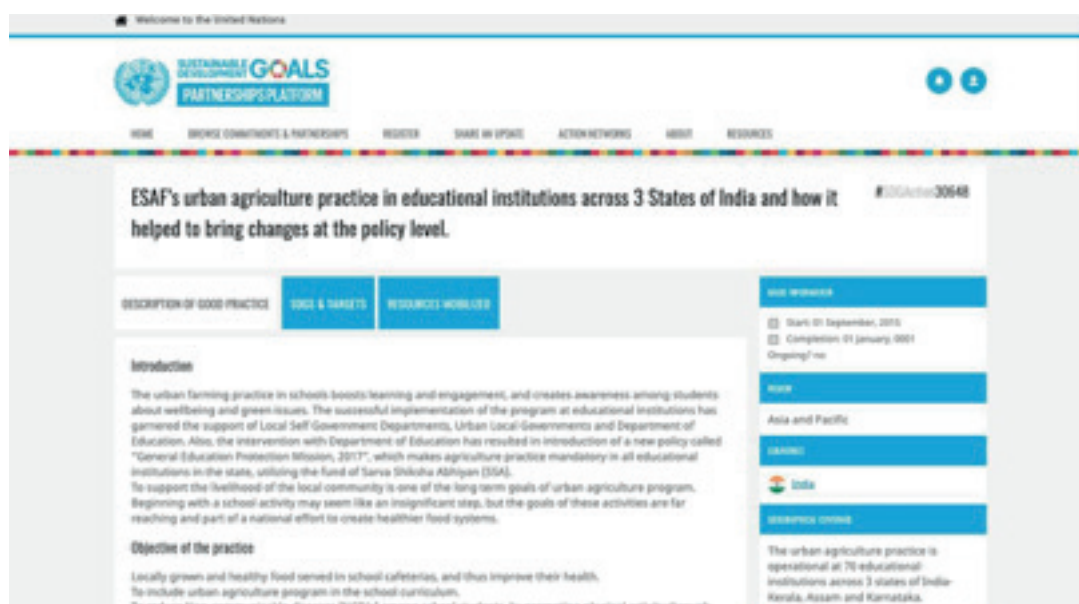 Welcome to the United Nations
SUSTAINABLE
DEVELOPMENT GOALS
PARTNERSHIPS PLATFORM
HOME BROWSE COMMITMENTS & PARTNERSHIPS REGISTER SHARE AN UPDATE ACTION NETWORKS ABOUT RESOURCES
ESAF's urban agriculture practice in educational institutions across 3 States of India and how it
helped to bring changes at the policy level.
#SDGAction30648
DESCRIPTION OF GOOD PRACTICE SDGS & TARGETS RESOURCES MOBILIZED
Introduction
The urban farming practice in schools boosts learning and engagement, and creates awareness among students
about wellbeing and green issues. The successful implementation of the program at educational institutions has
garnered the support of Local Self Government Departments, Urban Local Governments and Department of
Education. Also, the intervention with Department of Education has resulted in introduction of a new policy called
"General Education Protection Mission, 2017", which makes agriculture practice mandatory in all educational
institutions in the state, utilizing the fund of Sarva Shiksha Abhiyan (SSA).
To support the livelihood of the local community is one of the long term goals of urban agriculture program.
Beginning with a school activity may seem like an insignificant step, but the goals of these activities are far
reaching and part of a national effort to create healthier food systems.
Objective of the practice
Locally grown and healthy food served in school cafeterias, and thus improve their health.
To include urban agriculture program in the school curriculum.
BASIC INFORMATION
Start: 01 September, 2015
Completion: 01 January, 0001
Ongoing? no
REGION
Asia and Pacific
COUNTRIES
India
GEOGRAPHICAL COVERAGE
The urban agriculture practice is
operational at 70 educational
institutions across 3 states of India-
Kerala, Assam and Karnataka.